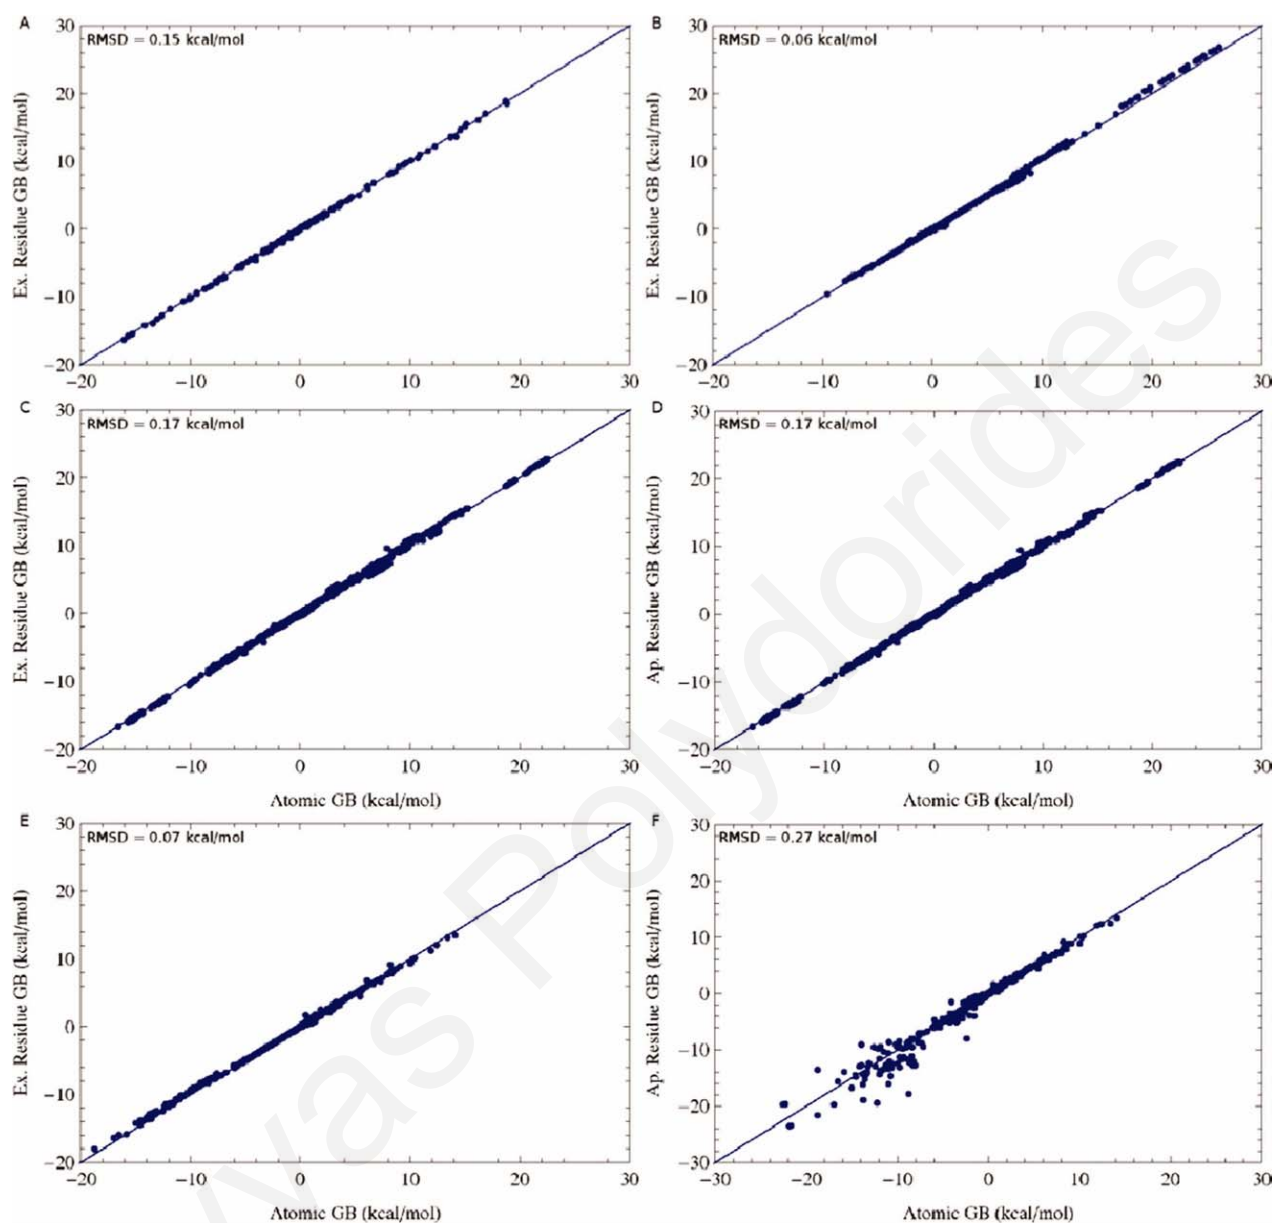 A
RMSD = 0.15 kcal/mol
Ex. Residue GB (kcal/mol)
30
20
10
0
−10
−20
−20 −10 0 10 20 30
B
RMSD = 0.06 kcal/mol
Ex. Residue GB (kcal/mol)
30
20
10
0
−10
−20
−20 −10 0 10 20 30
C
RMSD = 0.17 kcal/mol
Ex. Residue GB (kcal/mol)
30
20
10
0
−10
−20
−20 −10 0 10 20 30
Atomic GB (kcal/mol)
D
RMSD = 0.17 kcal/mol
Ap. Residue GB (kcal/mol)
30
20
10
0
−10
−20
−20 −10 0 10 20 30
Atomic GB (kcal/mol)
E
RMSD = 0.07 kcal/mol
Ex. Residue GB (kcal/mol)
30
20
10
0
−10
−20
−20 −10 0 10 20 30
Atomic GB (kcal/mol)
F
RMSD = 0.27 kcal/mol
Ap. Residue GB (kcal/mol)
30
20
10
0
−10
−20
−30
−30 −20 −10 0 10 20 30
Atomic GB (kcal/mol)
Polydorides